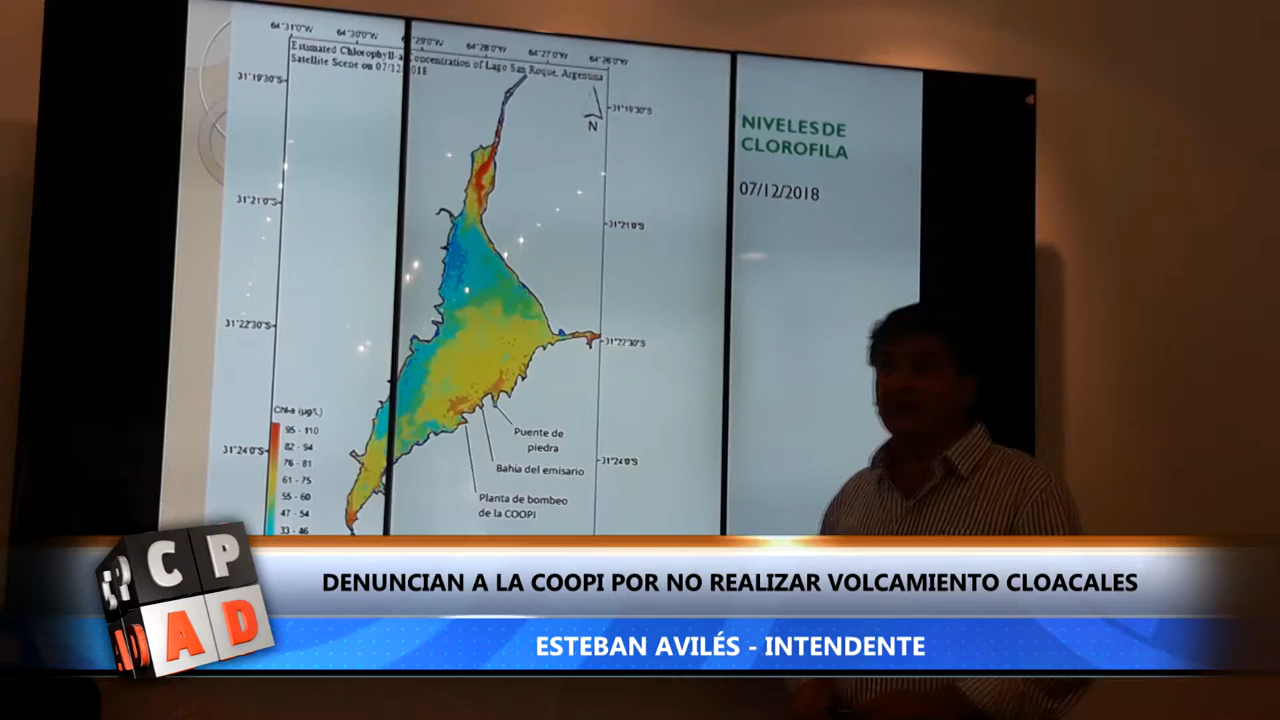 64°31'0"W 64°30'0"W 29'0"W 64°28'0"W 64°27'0"W 64°26'0"W
Estimated Chlorophyll-a Concentration of Lago San Roque, Argentina
Satellite Scene on 07/12 018
31°19'30"S
31°19'30"S
N
31°21'0"S
31°21'0"S
31°22'30"S
31°22'30"S
31°24'0"S
31°24'0"S
Chl-a (µg/L)
95 - 110
82 - 94
76 - 81
61 - 75
55 - 60
47 - 54
33 - 46
Puente de
piedra
Bahía del emisario
Planta de bombeo
de la COOPI
NIVELES DE
CLOROFILA
07/12/2018
CP
AD
DENUNCIAN A LA COOPI POR NO REALIZAR VOLCAMIENTO CLOACALES
ESTEBAN AVILÉS - INTENDENTE